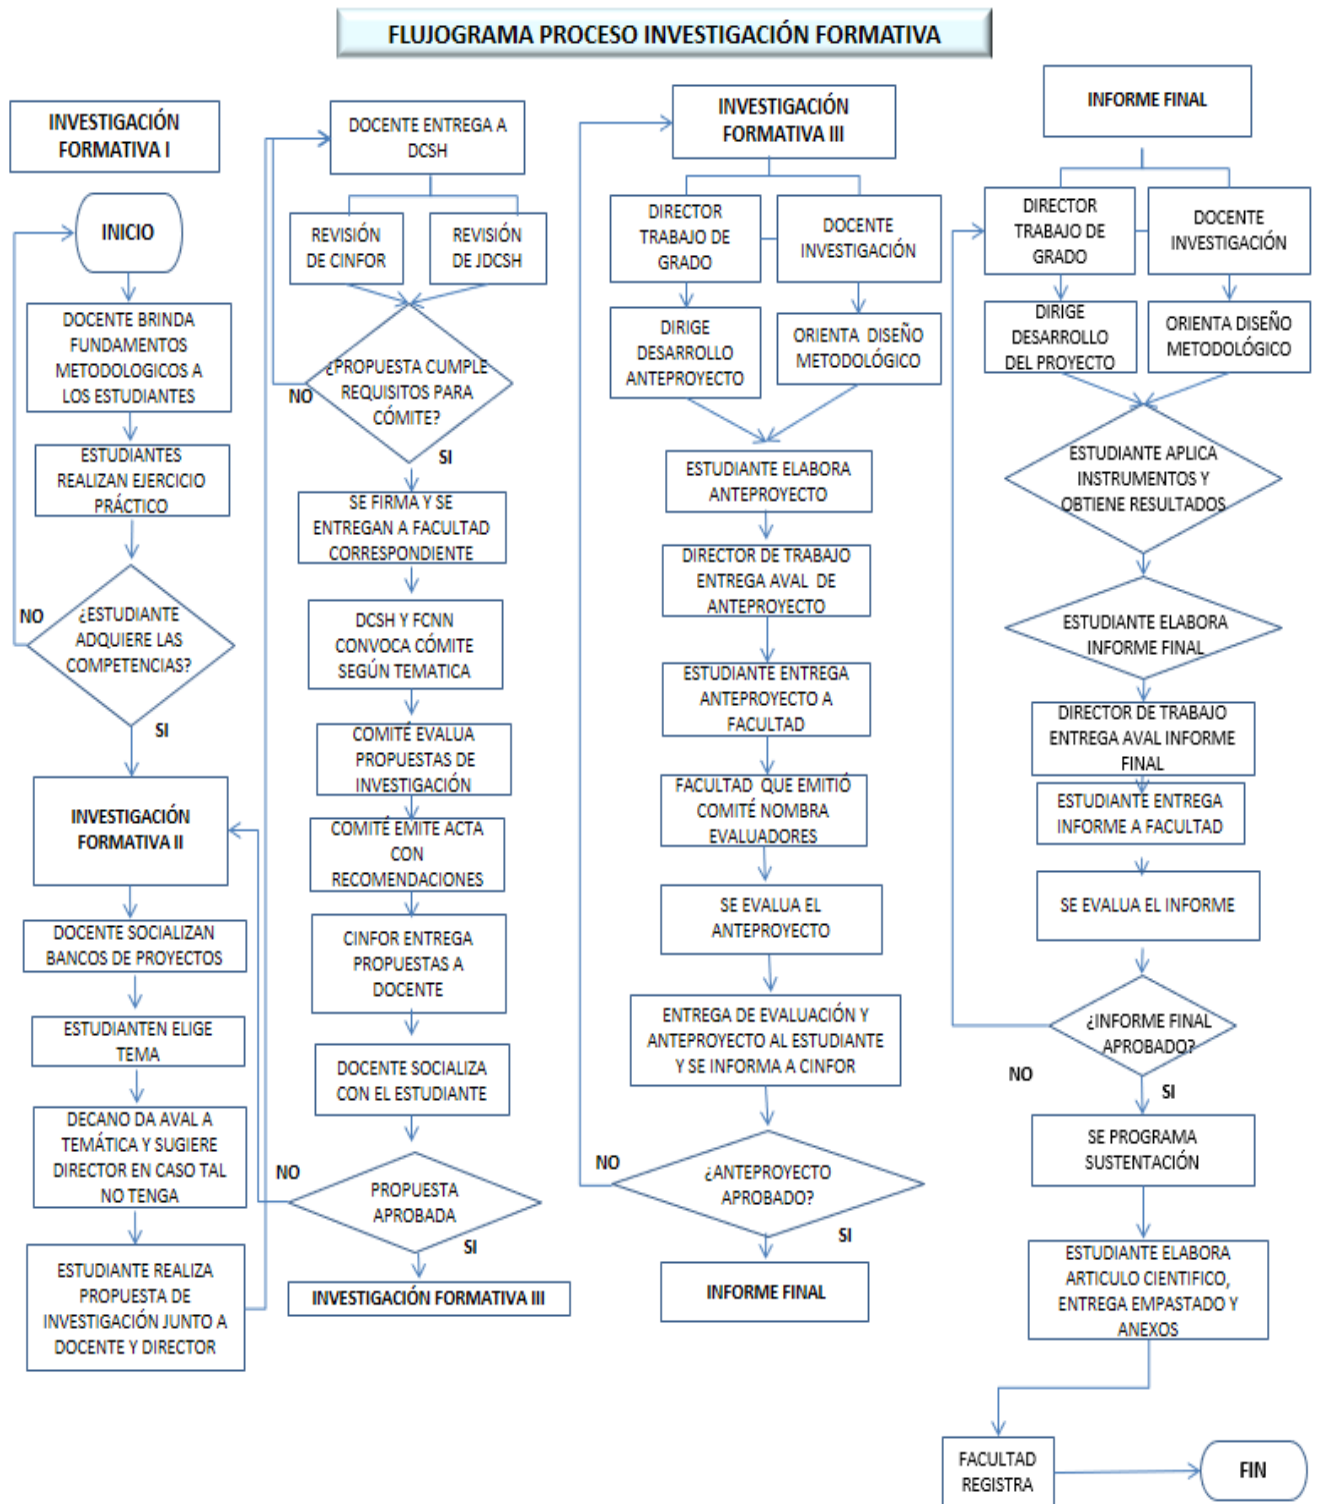 FLUJOGRAMA PROCESO INVESTIGACIÓN FORMATIVA
INVESTIGACIÓN
FORMATIVA I
INICIO
DOCENTE BRINDA
FUNDAMENTOS
METODOLOGICOS A
LOS ESTUDIANTES
ESTUDIANTES
REALIZAN EJERCICIO
PRÁCTICO
NO
¿ESTUDIANTE
ADQUIERE LAS
COMPETENCIAS?
SI
INVESTIGACIÓN
FORMATIVA II
DOCENTE SOCIALIZAN
BANCOS DE PROYECTOS
ESTUDIANTEN ELIGE
TEMA
DECANO DA AVAL A
TEMÁTICA Y SUGIERE
DIRECTOR EN CASO TAL
NO TENGA
ESTUDIANTE REALIZA
PROPUESTA DE
INVESTIGACIÓN JUNTO A
DOCENTE Y DIRECTOR
DOCENTE ENTREGA A
DCSH
REVISIÓN
DE CINFOR
REVISIÓN
DE JDCSH
¿PROPUESTA CUMPLE
REQUISITOS PARA
CÓMITE?
NO
SI
SE FIRMA Y SE
ENTREGAN A FACULTAD
CORRESPONDIENTE
DCSH Y FCNN
CONVOCA CÓMITE
SEGÚN TEMATICA
COMITÉ EVALUA
PROPUESTAS DE
INVESTIGACIÓN
COMITÉ EMITE ACTA
CON
RECOMENDACIONES
CINFOR ENTREGA
PROPUESTAS A
DOCENTE
DOCENTE SOCIALIZA
CON EL ESTUDIANTE
NO
PROPUESTA
APROBADA
SI
INVESTIGACIÓN FORMATIVA III
INVESTIGACIÓN
FORMATIVA III
DIRECTOR
TRABAJO DE
GRADO
DOCENTE
INVESTIGACIÓN
DIRIGE
DESARROLLO
ANTEPROYECTO
ORIENTA DISEÑO
METODOLÓGICO
ESTUDIANTE ELABORA
ANTEPROYECTO
DIRECTOR DE TRABAJO
ENTREGA AVAL DE
ANTEPROYECTO
ESTUDIANTE ENTREGA
ANTEPROYECTO A
FACULTAD
FACULTAD QUE EMITIÓ
COMITÉ NOMBRA
EVALUADORES
SE EVALUA EL
ANTEPROYECTO
ENTREGA DE EVALUACIÓN Y
ANTEPROYECTO AL ESTUDIANTE
Y SE INFORMA A CINFOR
NO
¿ANTEPROYECTO
APROBADO?
SI
INFORME FINAL
INFORME FINAL
DIRECTOR
TRABAJO DE
GRADO
DOCENTE
INVESTIGACIÓN
DIRIGE
DESARROLLO
DEL PROYECTO
ORIENTA DISEÑO
METODOLÓGICO
ESTUDIANTE APLICA
INSTRUMENTOS Y
OBTIENE RESULTADOS
ESTUDIANTE ELABORA
INFORME FINAL
DIRECTOR DE TRABAJO
ENTREGA AVAL INFORME
FINAL
ESTUDIANTE ENTREGA
INFORME A FACULTAD
SE EVALUA EL INFORME
¿INFORME FINAL
APROBADO?
NO
SI
SE PROGRAMA
SUSTENTACIÓN
ESTUDIANTE ELABORA
ARTICULO CIENTIFICO,
ENTREGA EMPASTADO Y
ANEXOS
FACULTAD
REGISTRA
FIN